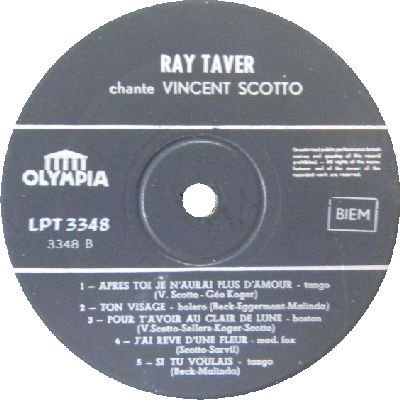 RAY TAVER
chante VINCENT SCOTTO
OLYMPIA
LPT 3348
3348 B
BIEM
1 — APRES TOI JE N'AURAI PLUS D'AMOUR - tango
(V. Scotto - Géo Koger)
2 — TON VISAGE - bolero (Beck-Eggermont-Malinda)
3 — POUR T'AVOIR AU CLAIR DE LUNE - boston
(V.Scotto-Sellers-Koger-Scotto)
4 — J'AI REVE D'UNE FLEUR - mod. fox
(Scotto-Sarvil)
5 — SI TU VOULAIS - tango
(Beck-Malinda)